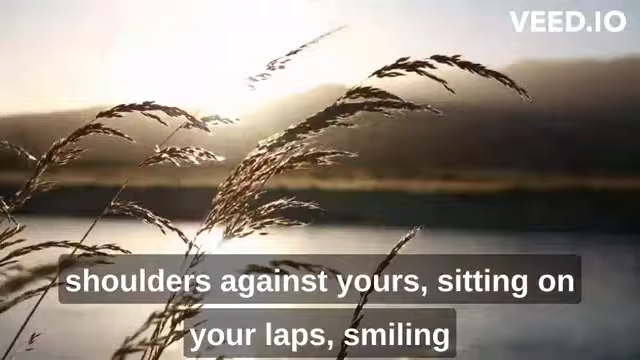 VEED.IO
shoulders against yours, sitting on
your laps, smiling